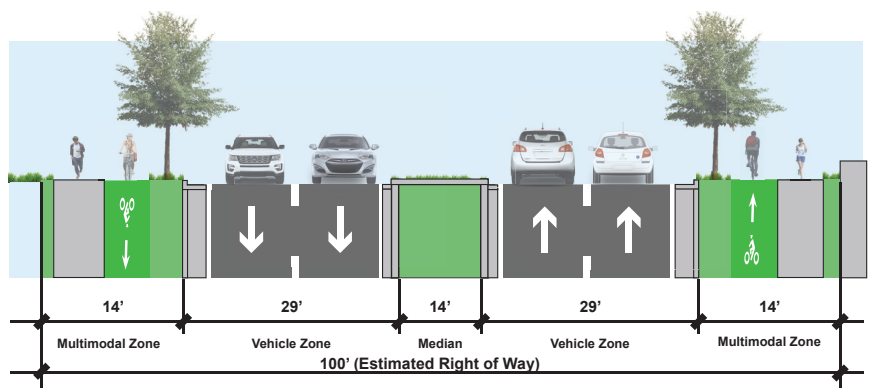 14’ 29’ 14’ 29’ 14’
Multimodal Zone Vehicle Zone Median Vehicle Zone Multimodal Zone
100’ (Estimated Right of Way)